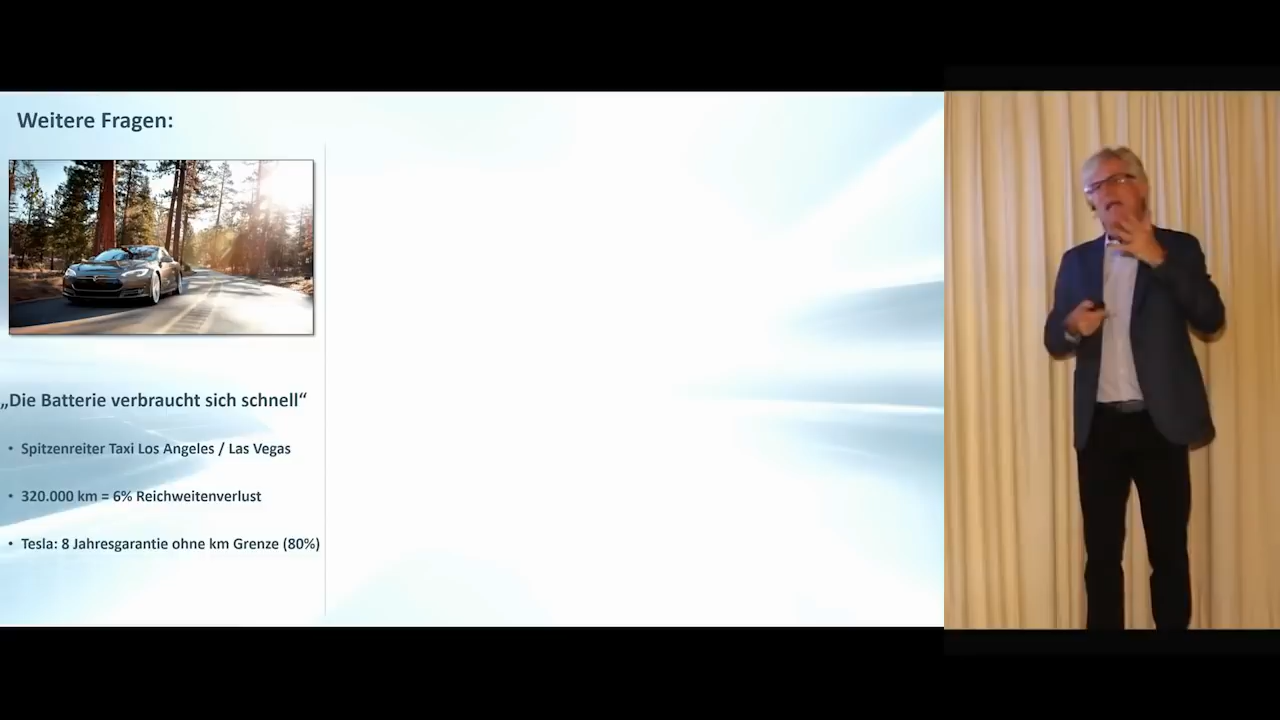 Weitere Fragen:
„Die Batterie verbraucht sich schnell“
• Spitzenreiter Taxi Los Angeles / Las Vegas
• 320.000 km = 6% Reichweitenverlust
• Tesla: 8 Jahresgarantie ohne km Grenze (80%)